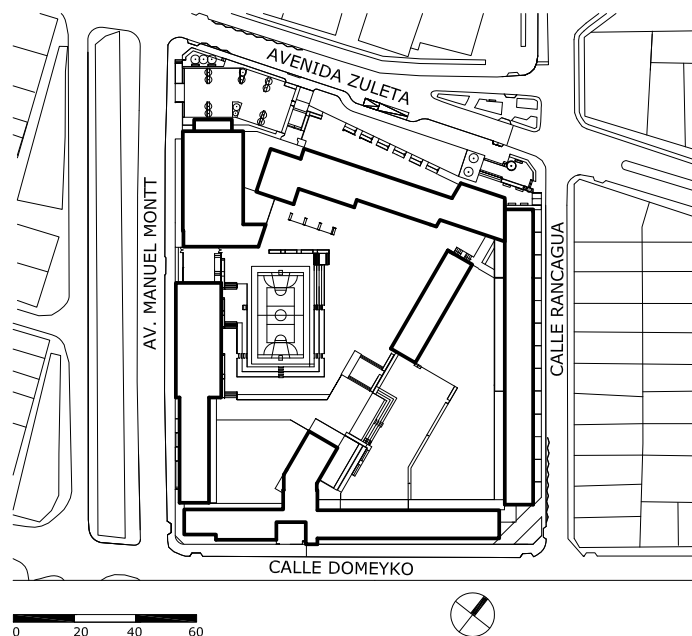 AVENIDA ZULETA
AV. MANUEL MONTT
CALLE RANCAGUA
CALLE DOMEYKO
0 20 40 60